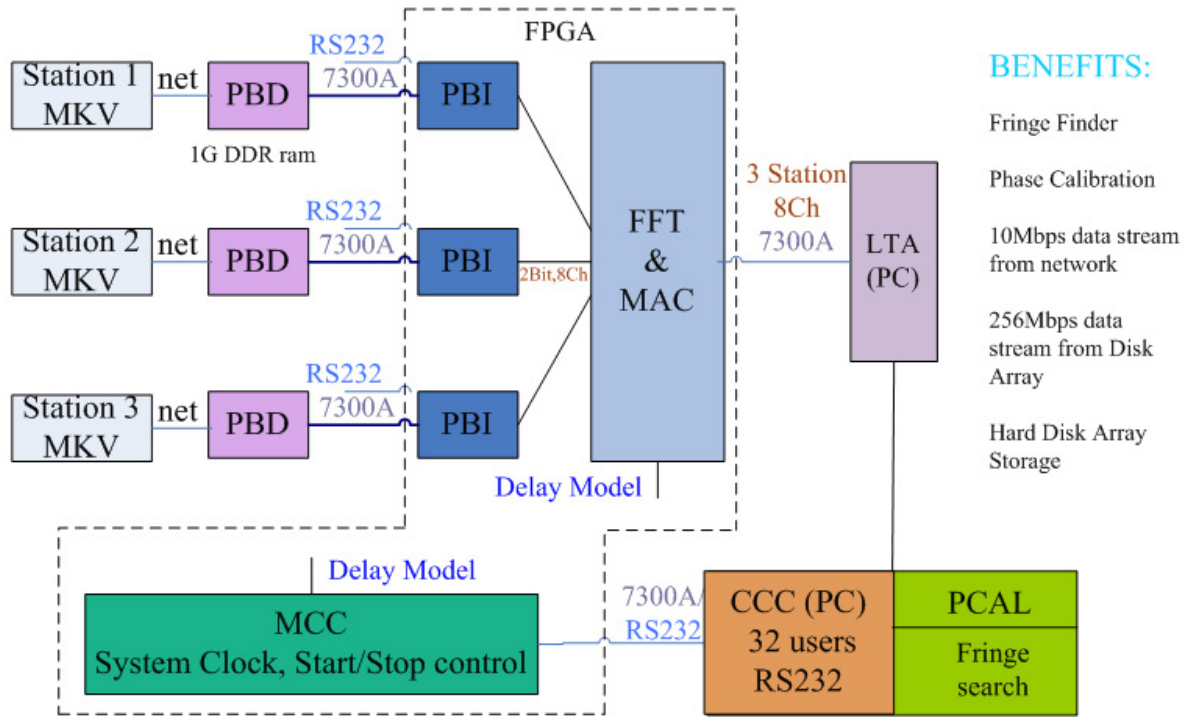 FPGA
Station 1
MKV
net
PBD
RS232
7300A
PBI
1G DDR ram
Station 2
MKV
net
PBD
RS232
7300A
PBI
2Bit,8Ch
Station 3
MKV
net
PBD
RS232
7300A
PBI
FFT
&
MAC
Delay Model
3 Station
8Ch
7300A
LTA
(PC)
BENEFITS:
Fringe Finder
Phase Calibration
10Mbps data stream
from network
256Mbps data
stream from Disk
Array
Hard Disk Array
Storage
Delay Model
MCC
System Clock, Start/Stop control
7300A/
RS232
CCC (PC)
32 users
RS232
PCAL
Fringe
search